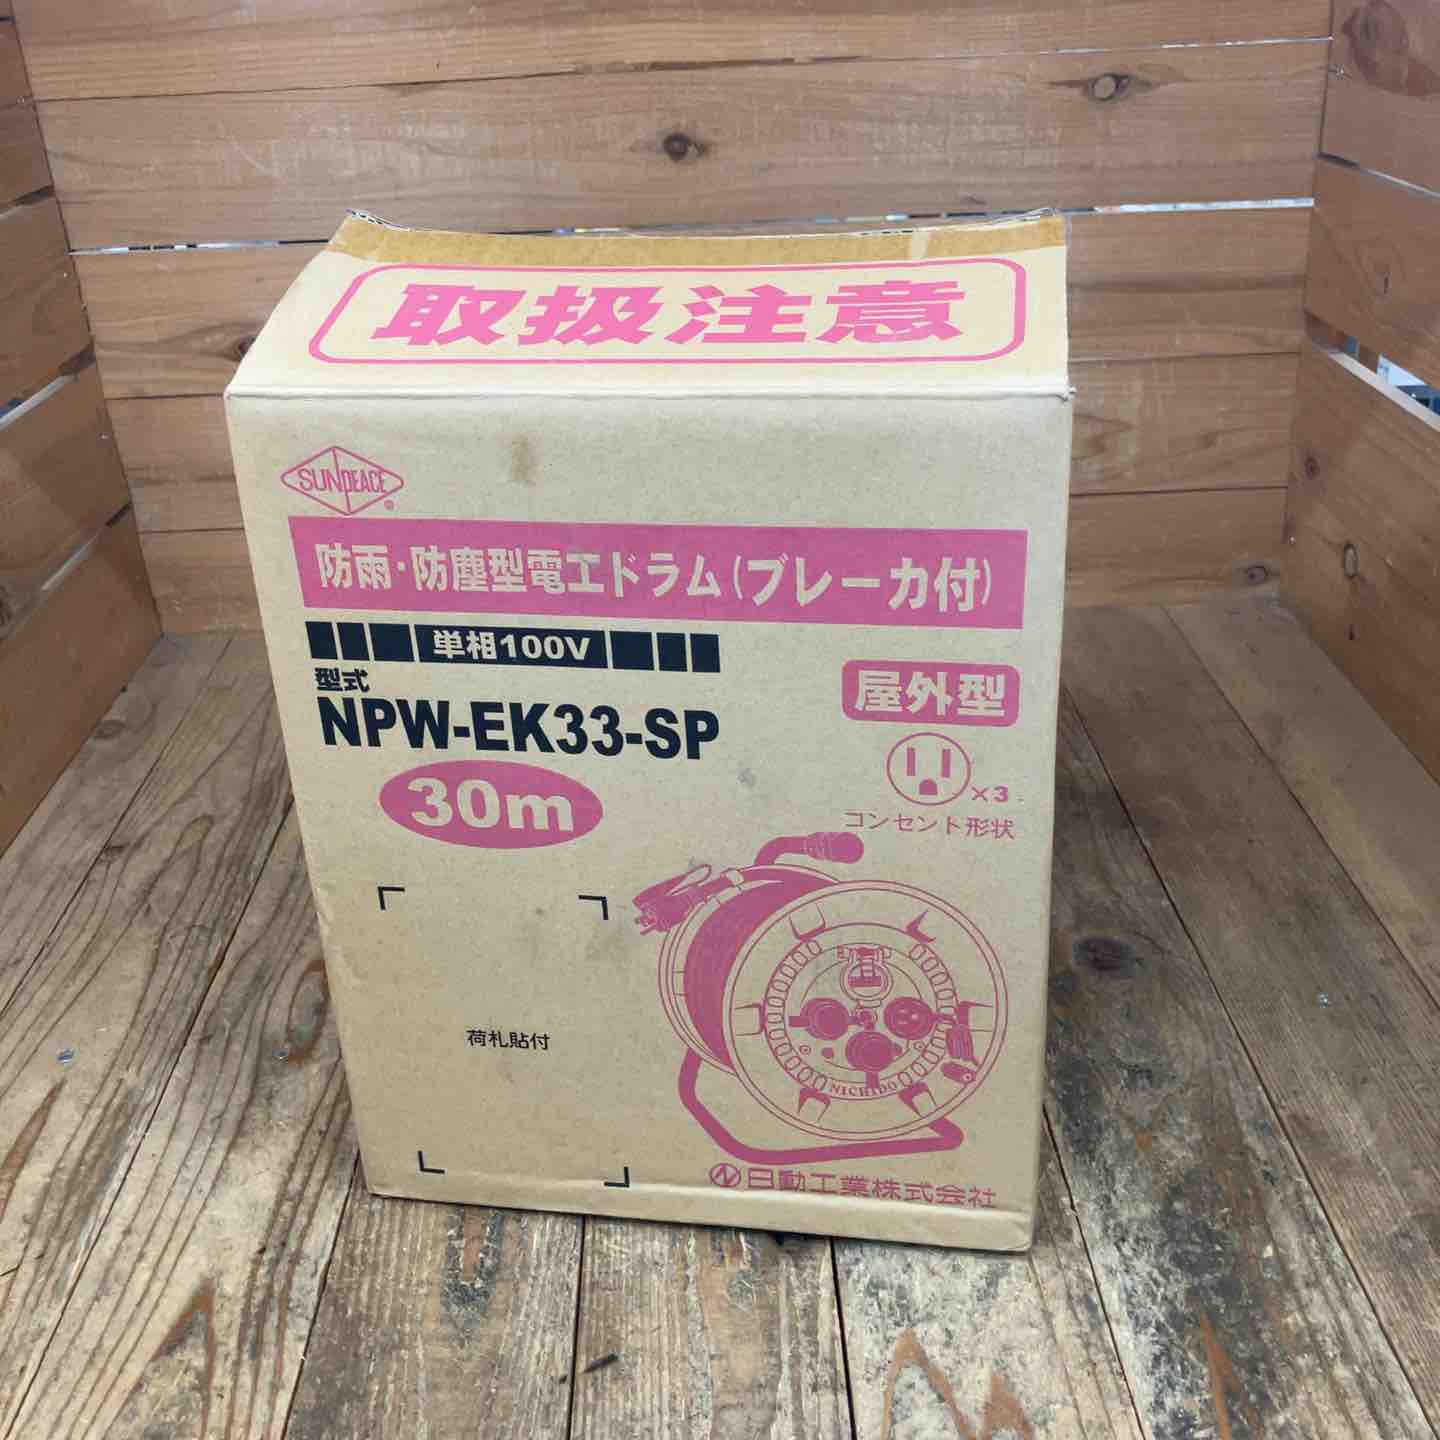 取扱注意
SUNPEACE
®
防雨・防塵型電工ドラム(ブレーカ付)
単相100V
型式
NPW-EK33-SP
30m
屋外型
×3
コンセント形状
荷札貼付
NICHIDO
日動工業株式会社